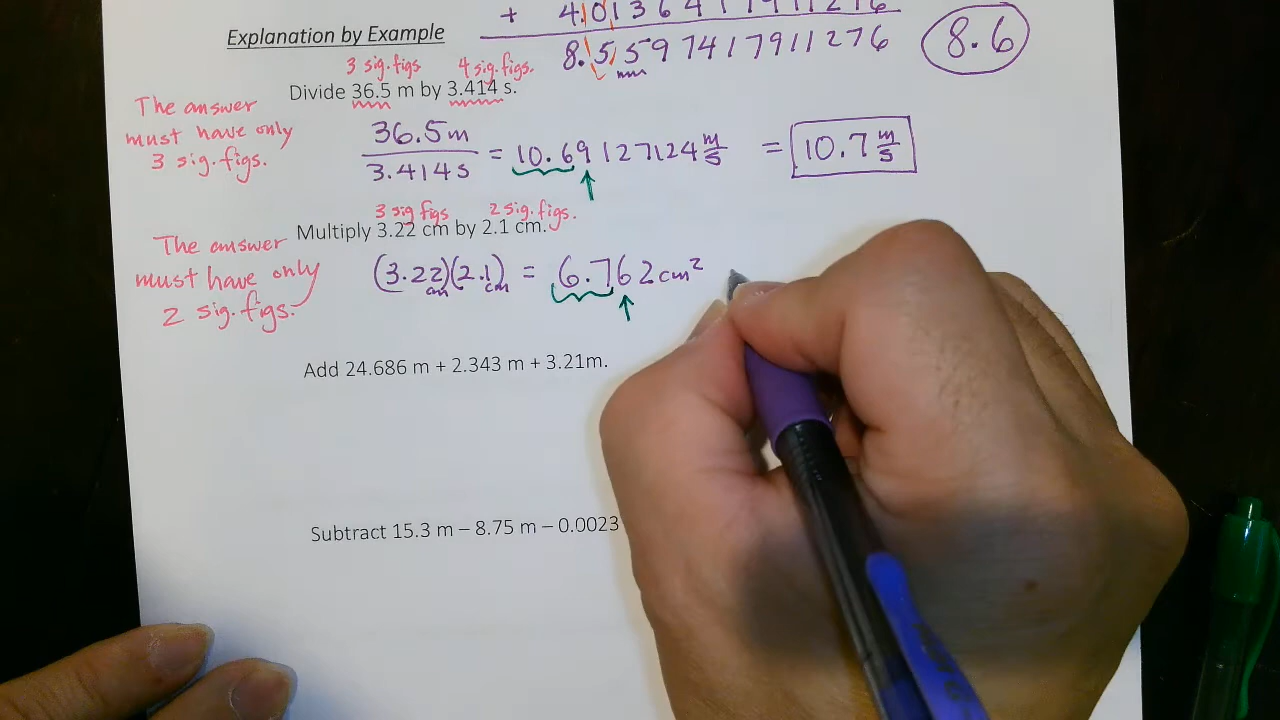 + 4.01364117911276
8.5597417911276 8.6
Explanation by Example
3 sig.figs 4 sig.figs.
Divide 36.5 m by 3.414 s.
The answer
must have only
3 sig.figs.
36.5m
3.414s
= 10.69127124 m/s = 10.7 m/s
3 sig figs 2 sig.figs.
Multiply 3.22 cm by 2.1 cm.
The answer
must have only
2 sig.figs.
(3.22)(2.1) = 6.762 cm²
cm cm
Add 24.686 m + 2.343 m + 3.21m.
Subtract 15.3 m – 8.75 m – 0.0023